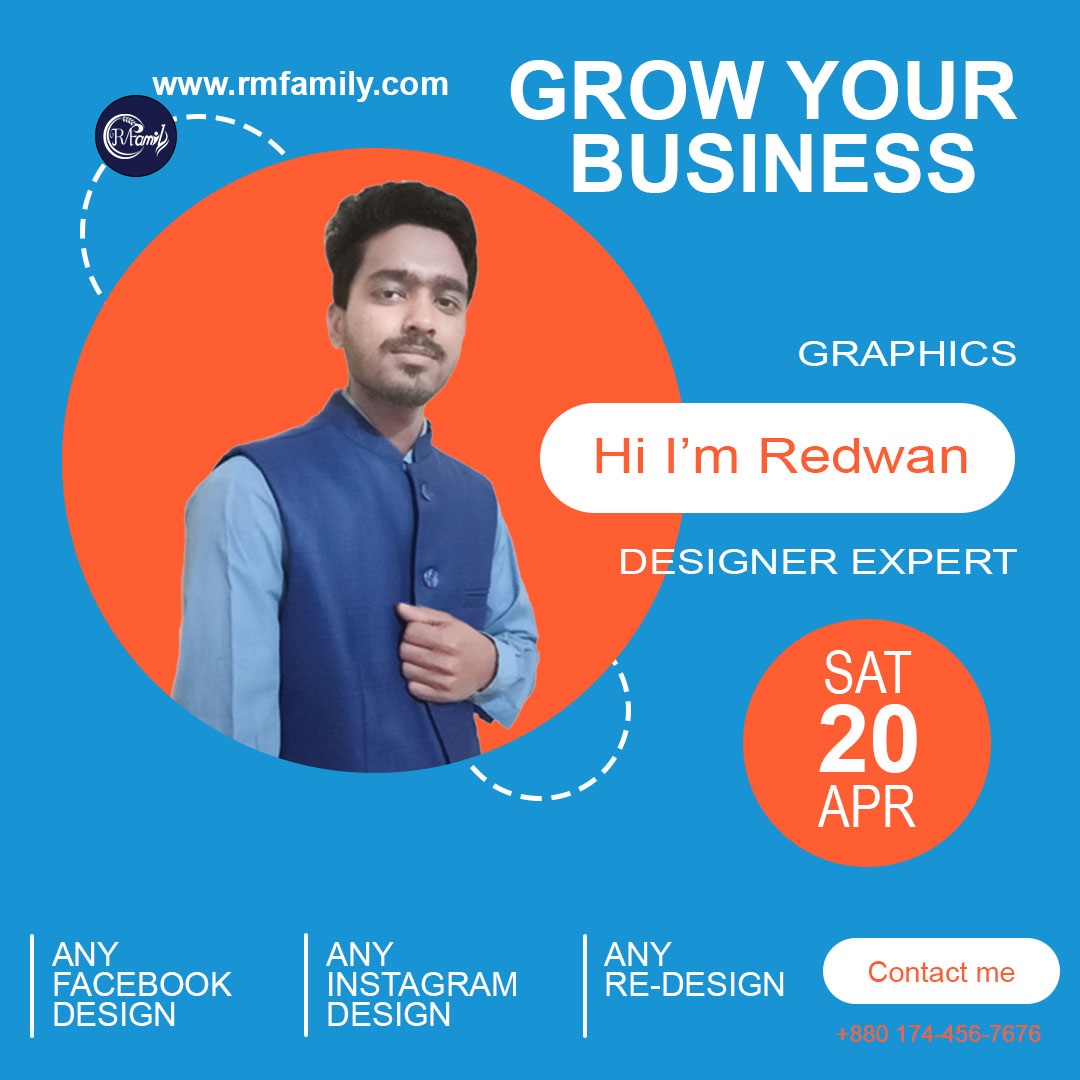 www.rmfamily.com
RFamily
GROW YOUR
BUSINESS
GRAPHICS
Hi I’m Redwan
DESIGNER EXPERT
SAT
20
APR
ANY
FACEBOOK
DESIGN
ANY
INSTAGRAM
DESIGN
ANY
RE-DESIGN
Contact me
+880 174-456-7676